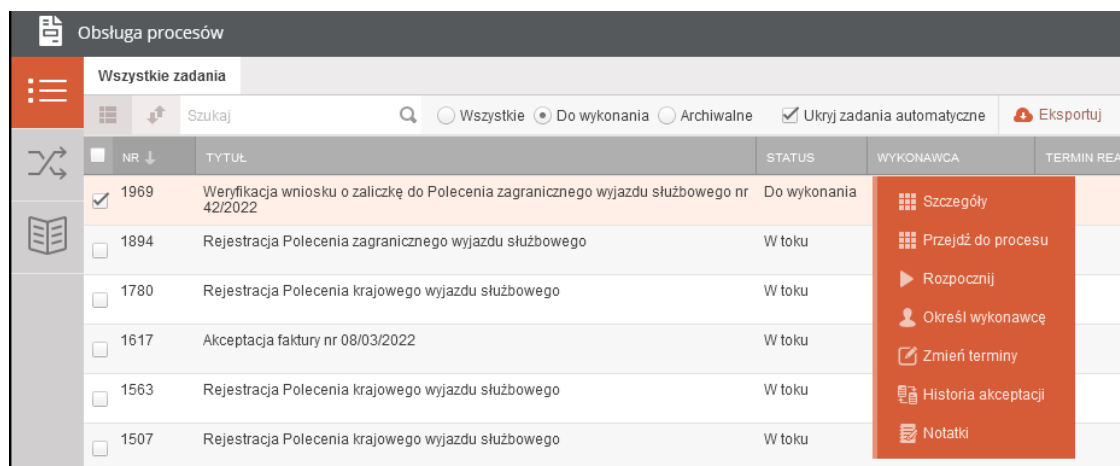 Obsługa procesów
Wszystkie zadania
Szukaj Wszystkie Do wykonania Archiwalne Ukryj zadania automatyczne Eksportuj
NR TYTUŁ STATUS WYKONAWCA TERMIN REA
1969 Weryfikacja wniosku o zaliczkę do Polecenia zagranicznego wyjazdu służbowego nr Do wykonania
42/2022
Szczegóły
1894 Rejestracja Polecenia zagranicznego wyjazdu służbowego W toku Przejdź do procesu
Rozpocznij
1780 Rejestracja Polecenia krajowego wyjazdu służbowego W toku
Określ wykonawcę
1617 Akceptacja faktury nr 08/03/2022 W toku
Zmień terminy
1563 Rejestracja Polecenia krajowego wyjazdu służbowego W toku Historia akceptacji
1507 Rejestracja Polecenia krajowego wyjazdu służbowego W toku Notatki